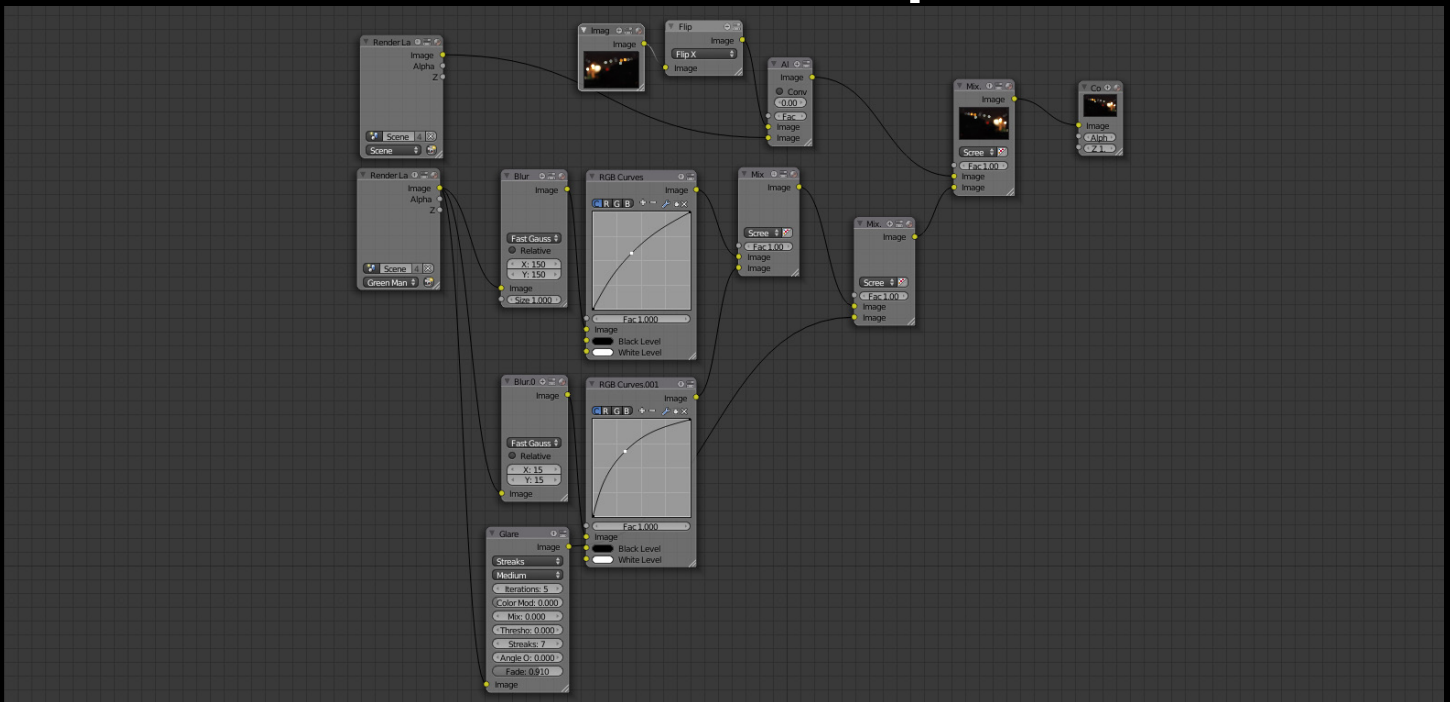 Render La
Image
Alpha
Z
Scene 4
Scene
Imag
Image
Flip
Image
Flip X
Image
Al
Image
Conv
0.00
Fac
Image
Image
Mix.
Image
Scree
Fac 1.00
Image
Image
Co
Image
Alph
Z 1.
Render La
Image
Alpha
Z
Scene 4
Green Man
Blur
Image
Fast Gauss
Relative
X: 150
Y: 150
Image
Size 1.000
RGB Curves
Image
C R G B
Fac 1.000
Image
Black Level
White Level
Mix
Image
Scree
Fac 1.00
Image
Image
Mix.
Image
Scree
Fac 1.00
Image
Image
Blur.0
Image
Fast Gauss
Relative
X: 15
Y: 15
Image
RGB Curves.001
Image
C R G B
Fac 1.000
Image
Black Level
White Level
Glare
Image
Streaks
Medium
Iterations: 5
Color Mod: 0.000
Mix: 0.000
Thresho: 0.000
Streaks: 7
Angle O: 0.000
Fade: 0.910
Image